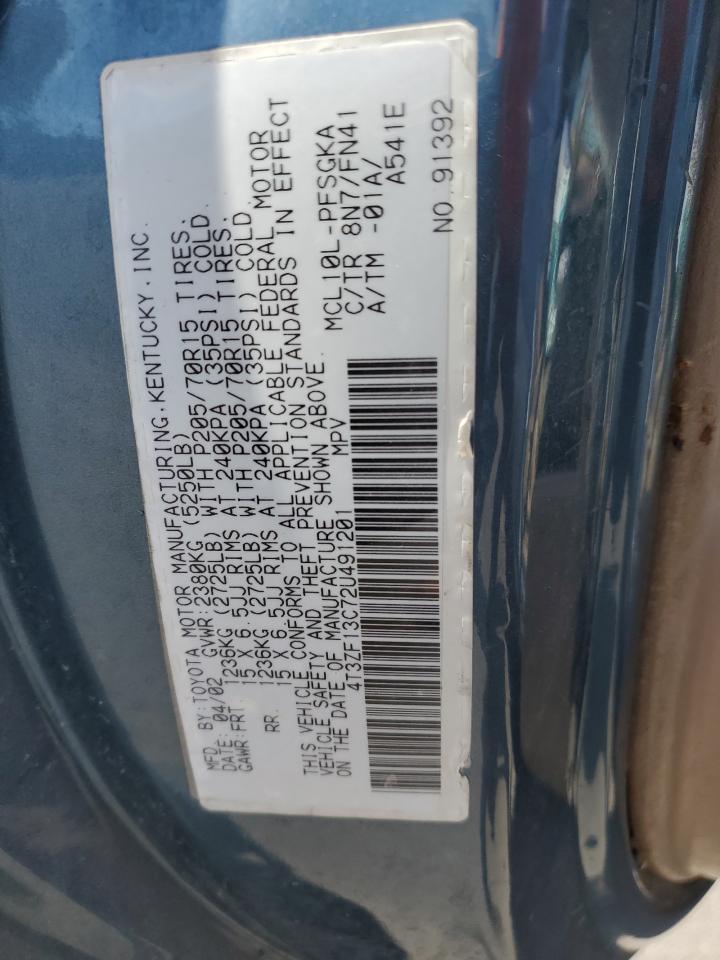 MFD. BY:TOYOTA MOTOR MANUFACTURING.KENTUCKY.INC.
DATE: 04/02 GVWR:2380KG (5250LB)
GAWR:FRT. 1236KG (2725LB) WITH P205/70R15 TIRES.
15 X 6.5JJ RIMS AT 240KPA (35PSI) COLD.
RR. 1236KG (2725LB) WITH P205/70R15 TIRES.
15 X 6.5JJ RIMS AT 240KPA (35PSI) COLD.
THIS VEHICLE CONFORMS TO ALL APPLICABLE FEDERAL MOTOR
VEHICLE SAFETY AND THEFT PREVENTION STANDARDS IN EFFECT
ON THE DATE OF MANUFACTURE SHOWN ABOVE.
4T3ZF13C72U491201 MPV
MCL10L-PFSGKA
C/TR 8N7/FN41
A/TM -01A/
A541E
NO. 91392